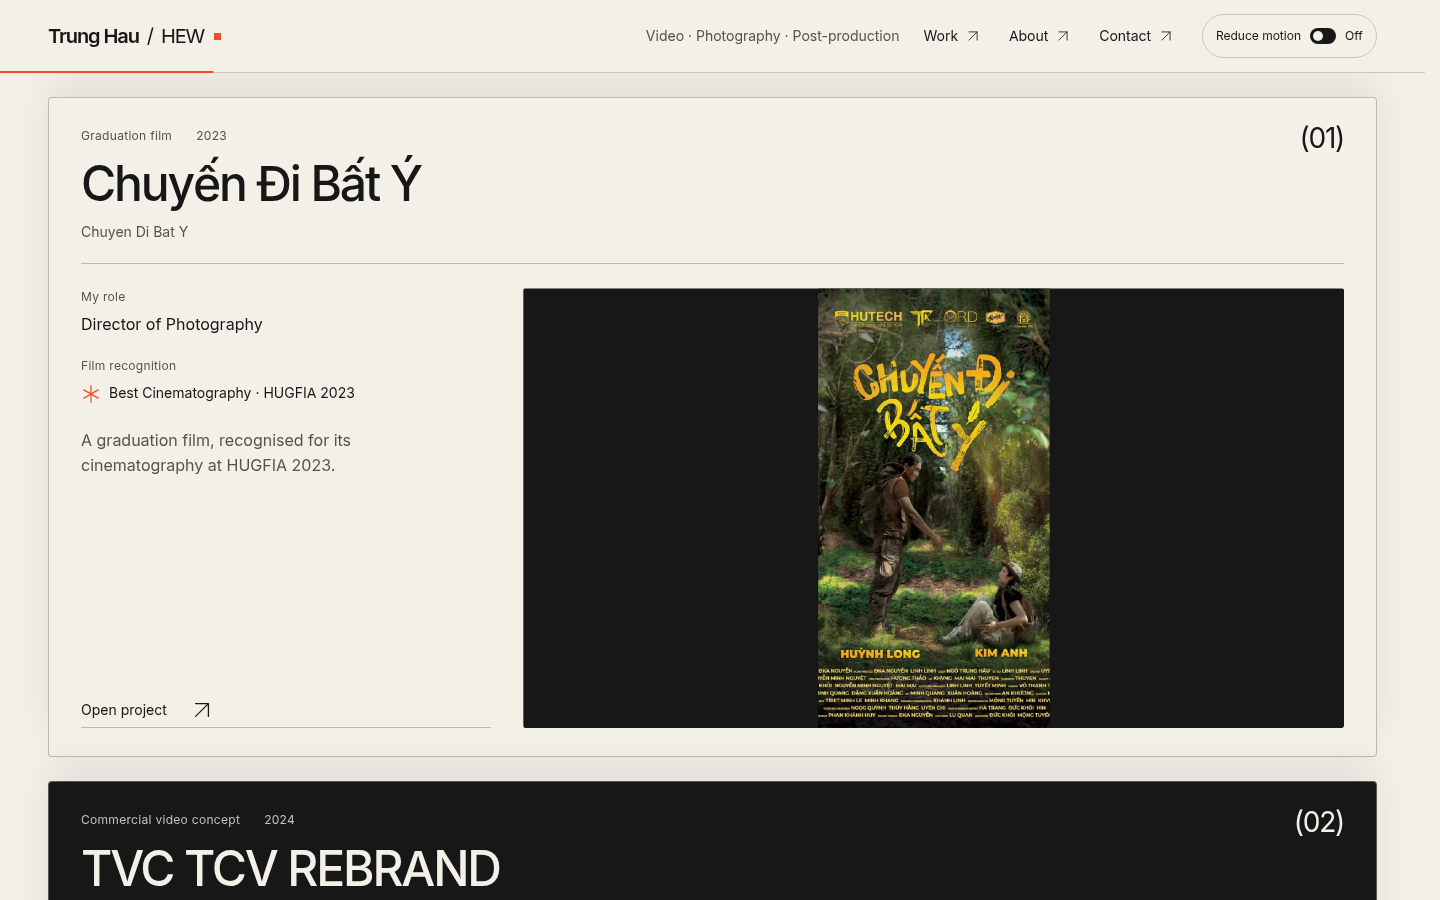 Trung Hau / HEW
Video · Photography · Post-production
Work
About
Contact
Reduce motion
Off
Graduation film 2023
(01)
Chuyến Đi Bất Ý
Chuyen Di Bat Y
My role
Director of Photography
Film recognition
Best Cinematography · HUGFIA 2023
A graduation film, recognised for its
cinematography at HUGFIA 2023.
Open project
HUTECH
CHUYẾN ĐI
BẤT Ý
HUỲNH LONG
KIM ANH
Commercial video concept 2024
(02)
TVC TCV REBRAND